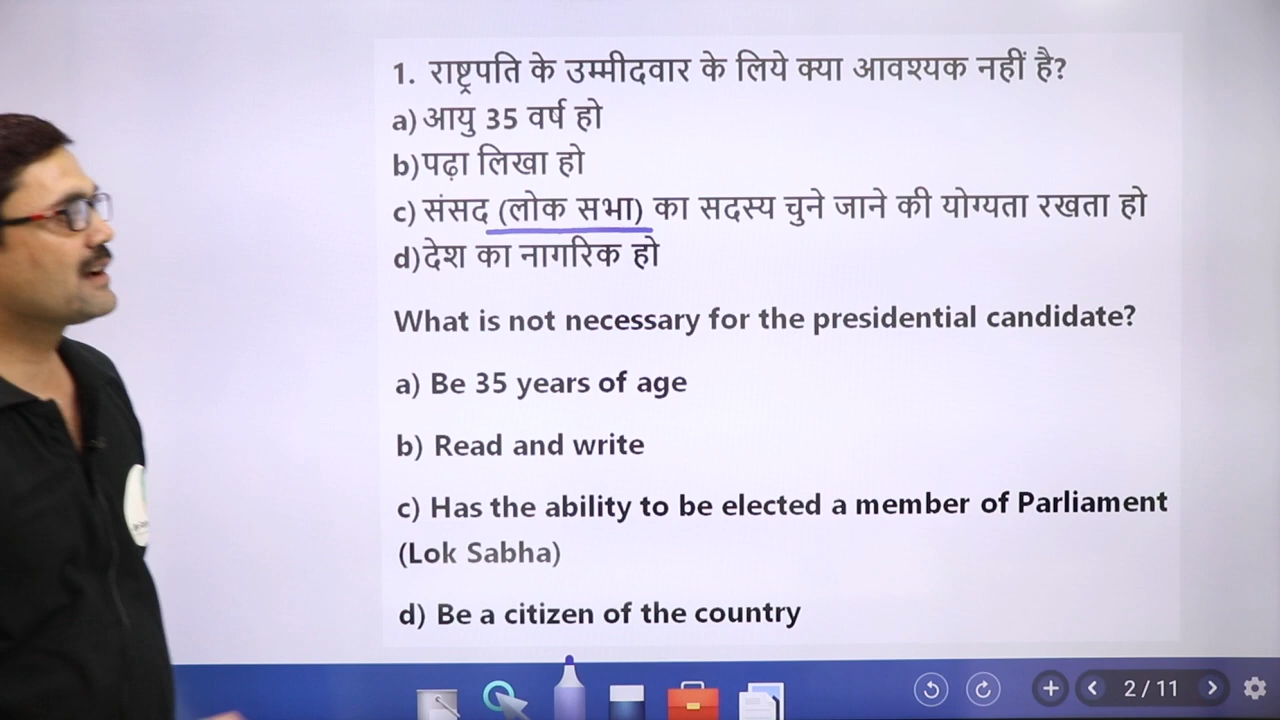 1. राष्ट्रपति के उम्मीदवार के लिये क्या आवश्यक नहीं है?
a) आयु 35 वर्ष हो
b) पढ़ा लिखा हो
c) संसद (लोक सभा) का सदस्य चुने जाने की योग्यता रखता हो
d) देश का नागरिक हो
What is not necessary for the presidential candidate?
a) Be 35 years of age
b) Read and write
c) Has the ability to be elected a member of Parliament
(Lok Sabha)
d) Be a citizen of the country
2 / 11